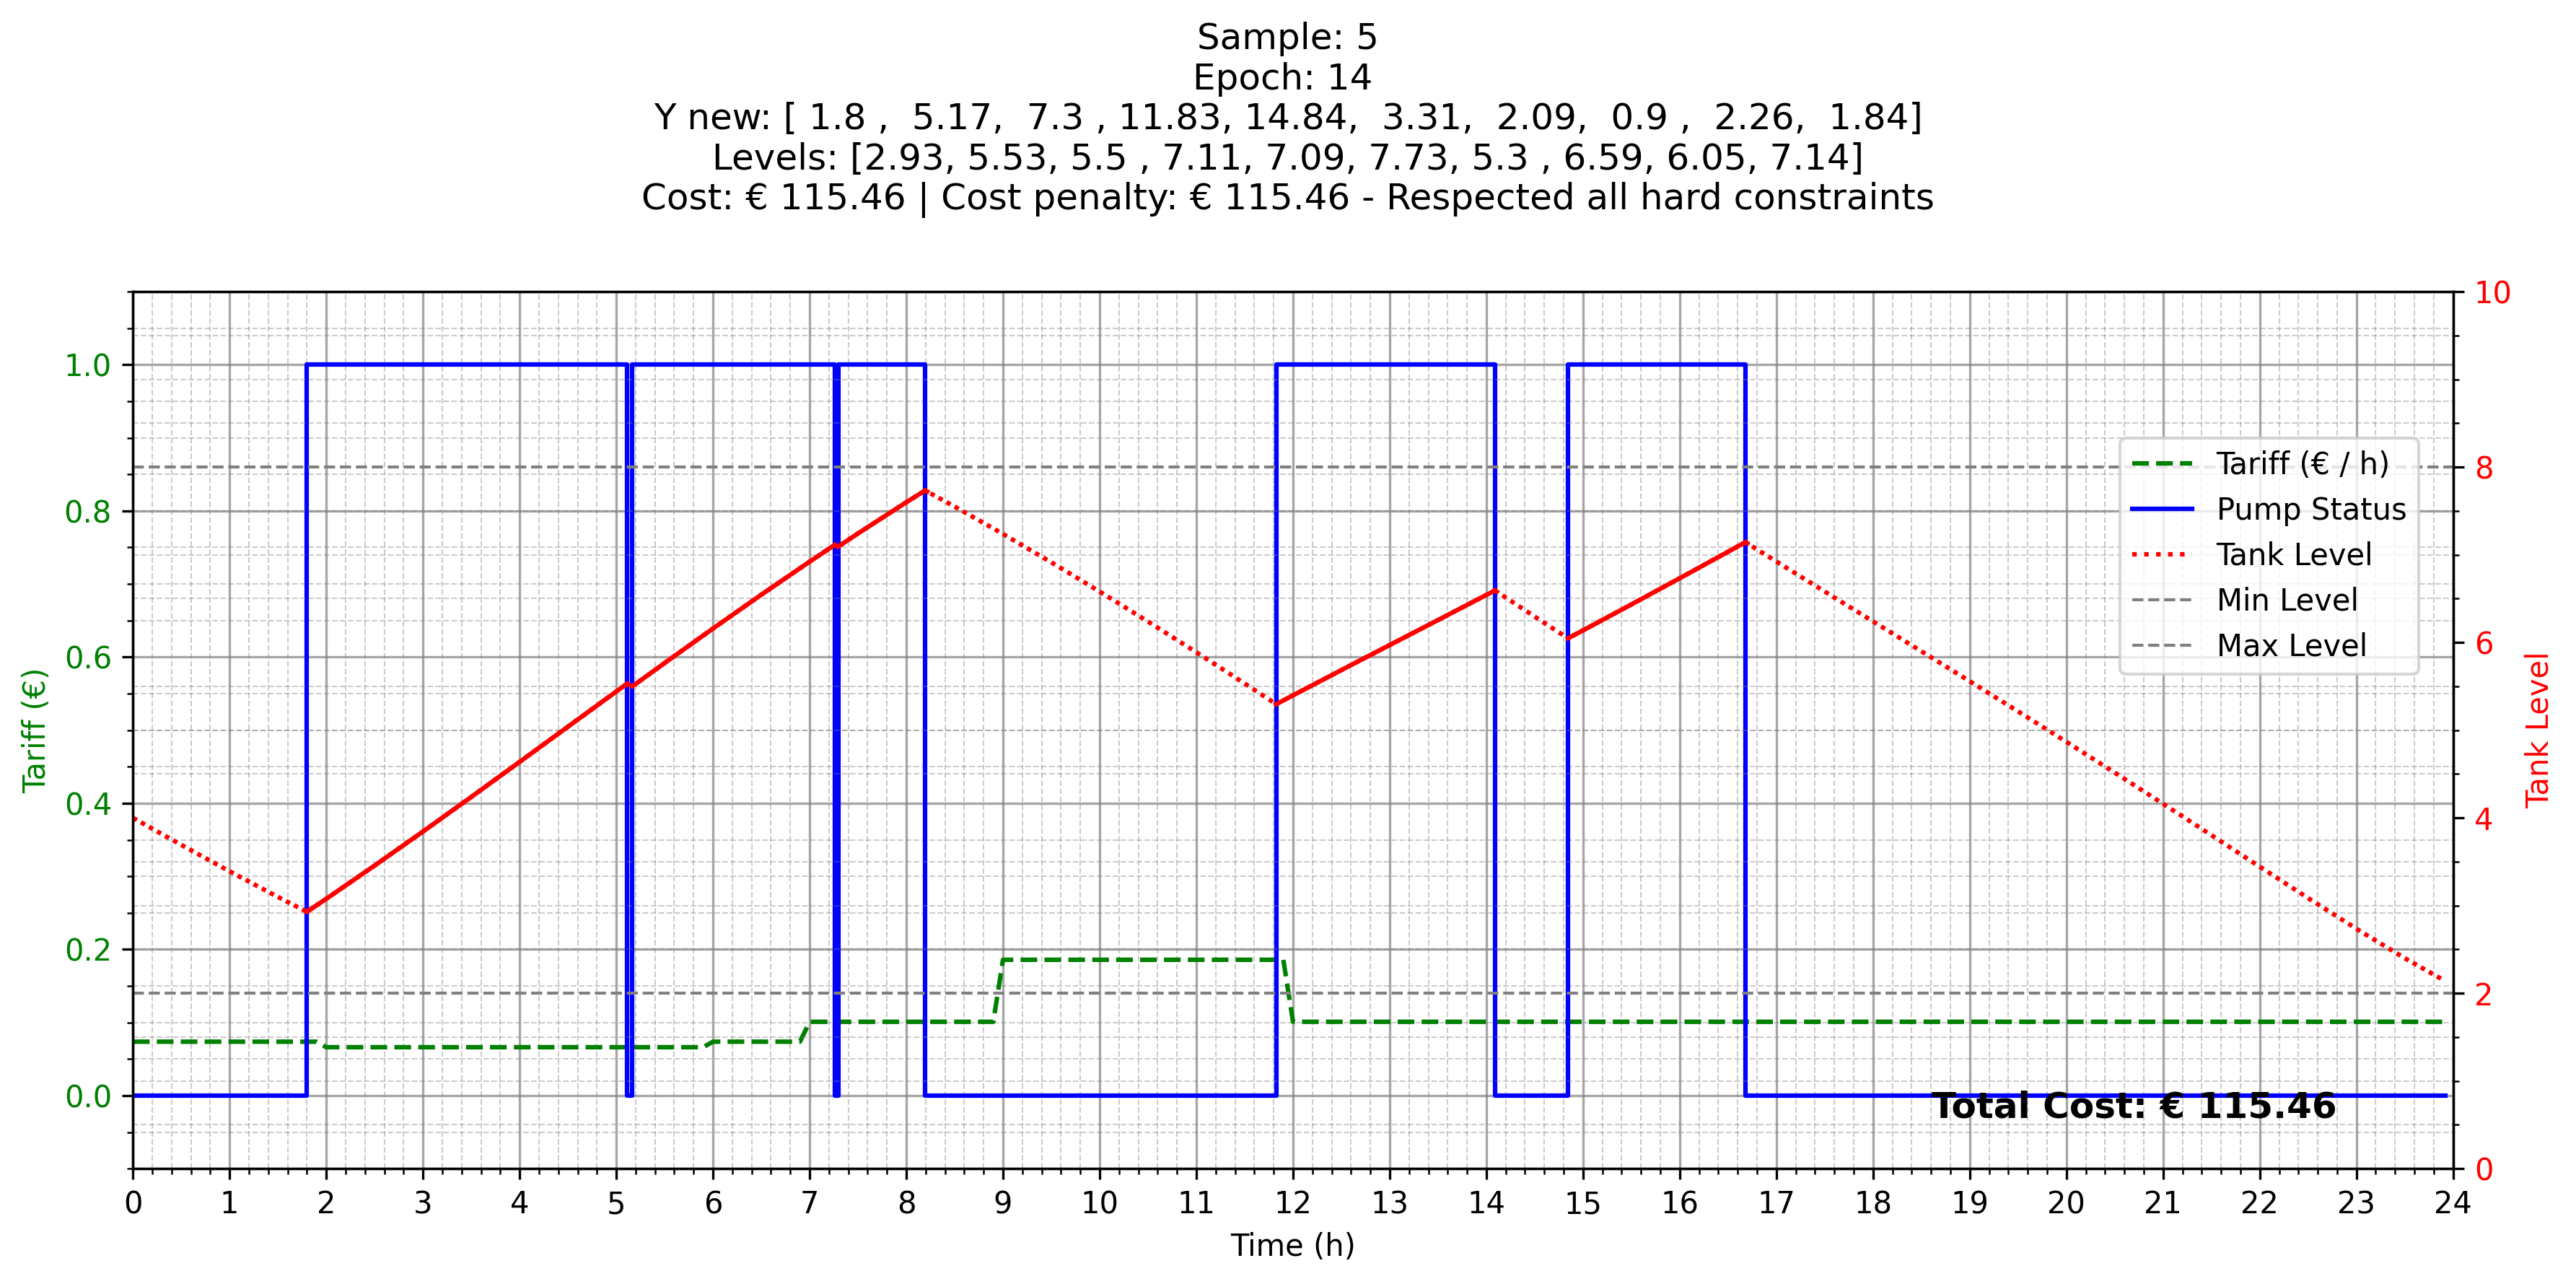 Sample: 5
Epoch: 14
Y new: [ 1.8 ,  5.17,  7.3 , 11.83, 14.84,  3.31,  2.09,  0.9 ,  2.26,  1.84]
Levels: [2.93, 5.53, 5.5 , 7.11, 7.09, 7.73, 5.3 , 6.59, 6.05, 7.14]
Cost: € 115.46 | Cost penalty: € 115.46 - Respected all hard constraints
Tariff (€)
1.0
0.8
0.6
0.4
0.2
0.0
10
8
6
4
2
0
Tank Level
Tariff (€ / h)
Pump Status
Tank Level
Min Level
Max Level
Total Cost: € 115.46
0 1 2 3 4 5 6 7 8 9 10 11 12 13 14 15 16 17 18 19 20 21 22 23 24
Time (h)